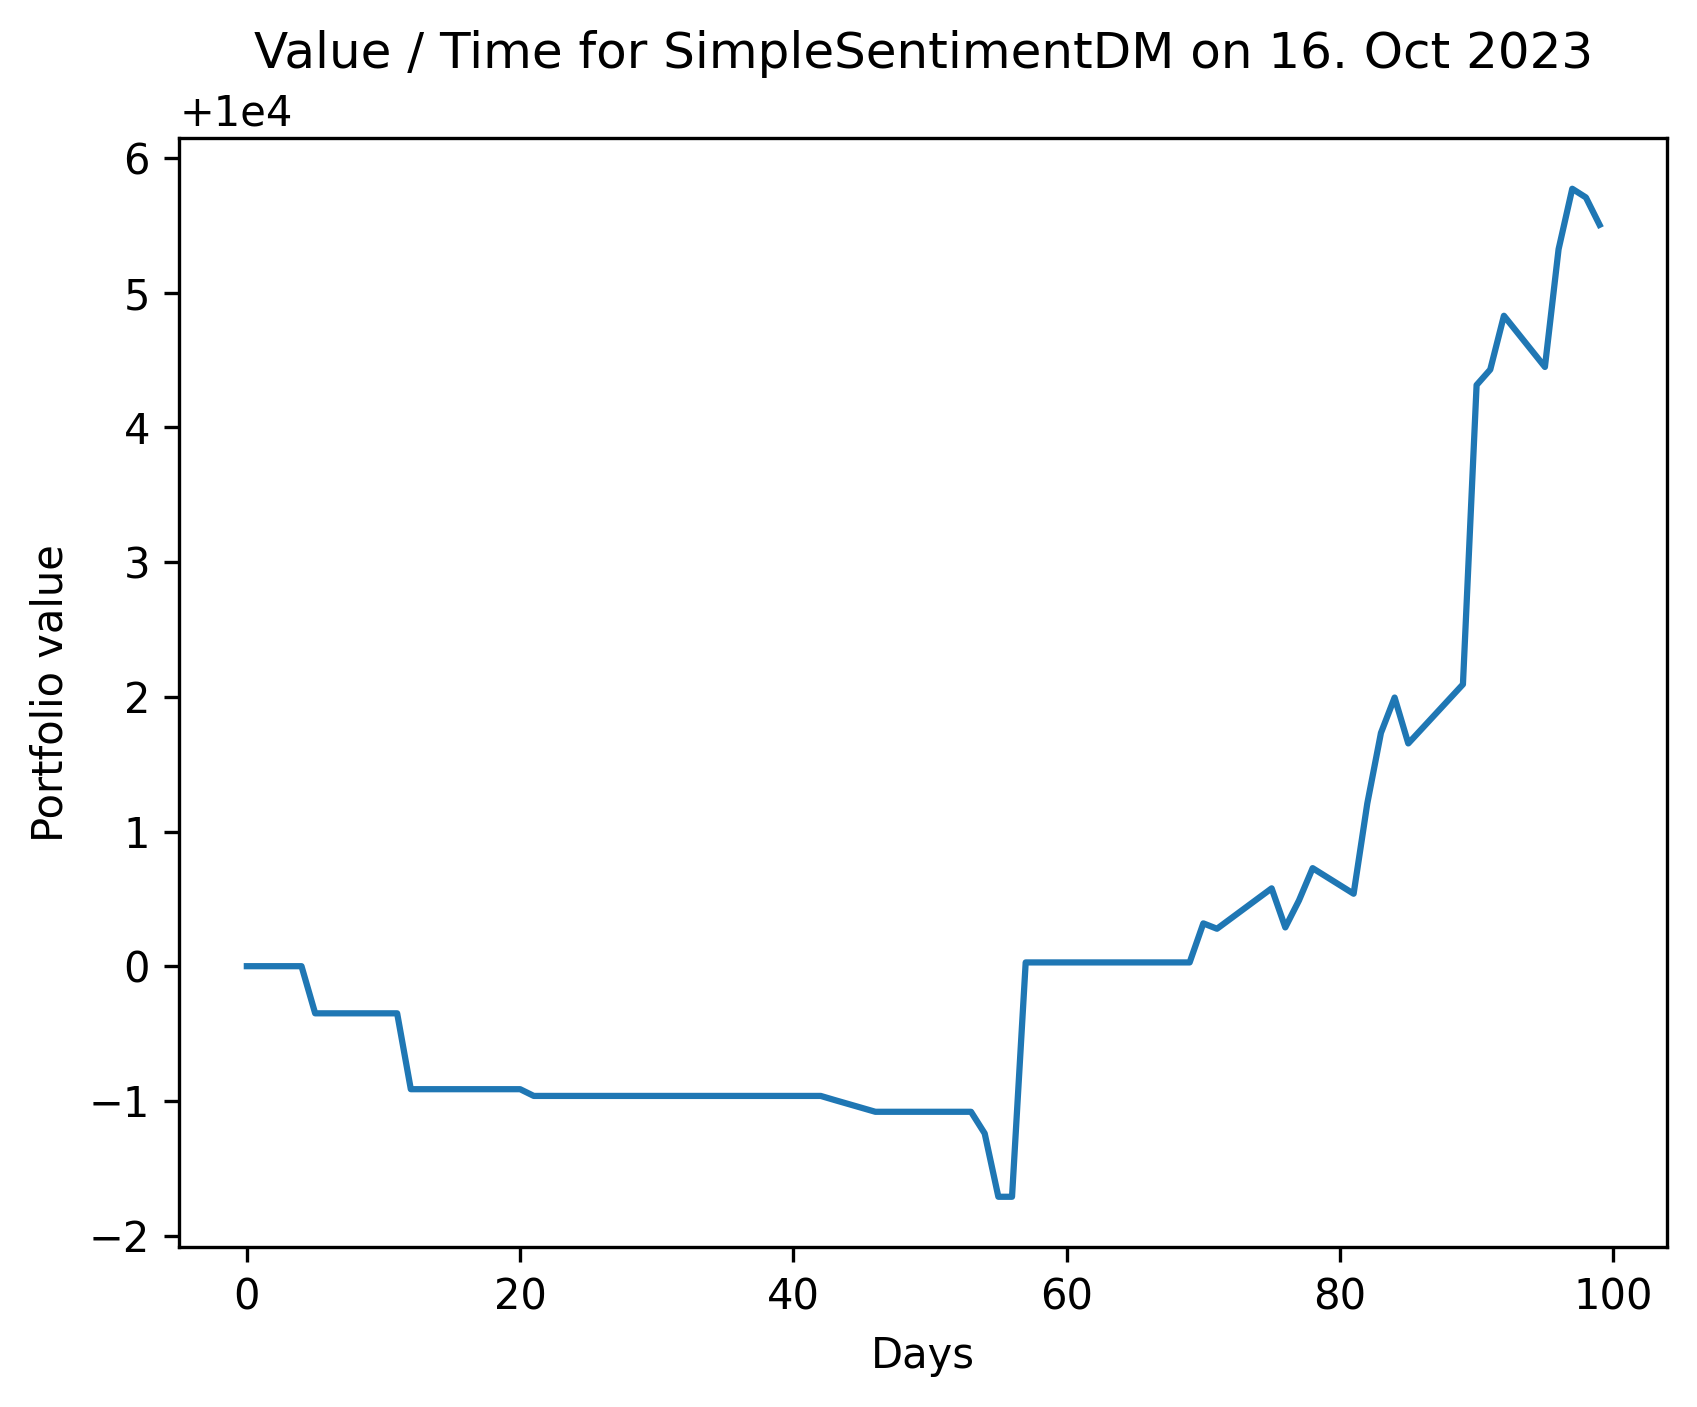 Value / Time for SimpleSentimentDM on 16. Oct 2023
+1e4
6
5
4
3
2
1
0
−1
−2
Portfolio value
0 20 40 60 80 100
Days